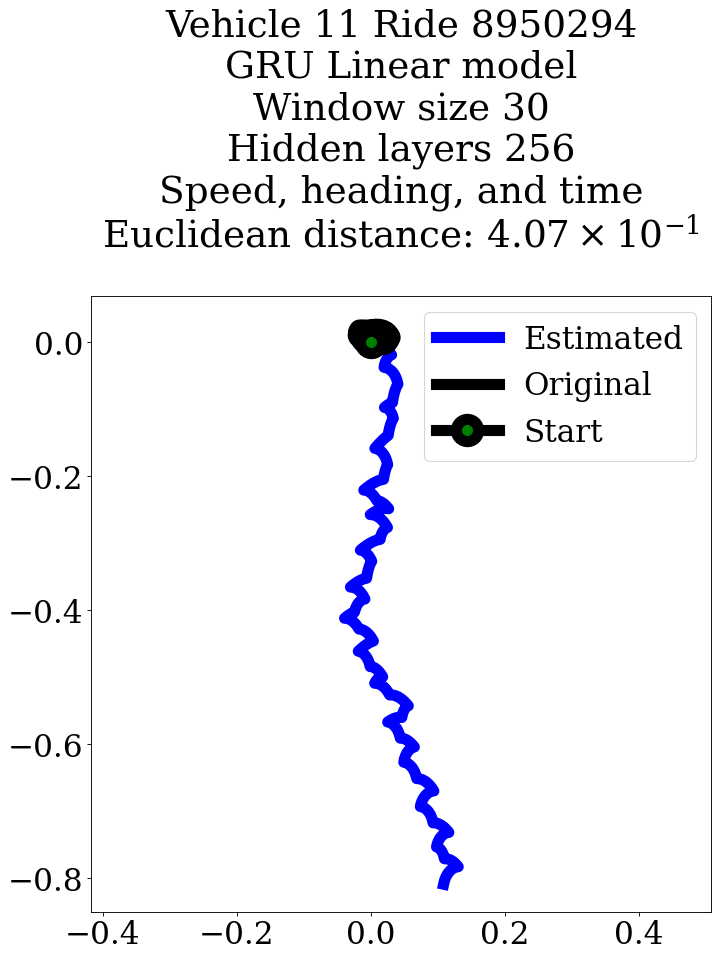 Vehicle 11 Ride 8950294
GRU Linear model
Window size 30
Hidden layers 256
Speed, heading, and time
Euclidean distance: 4.07 × 10⁻¹
Estimated
Original
Start
0.0
−0.2
−0.4
−0.6
−0.8
−0.4 −0.2 0.0 0.2 0.4